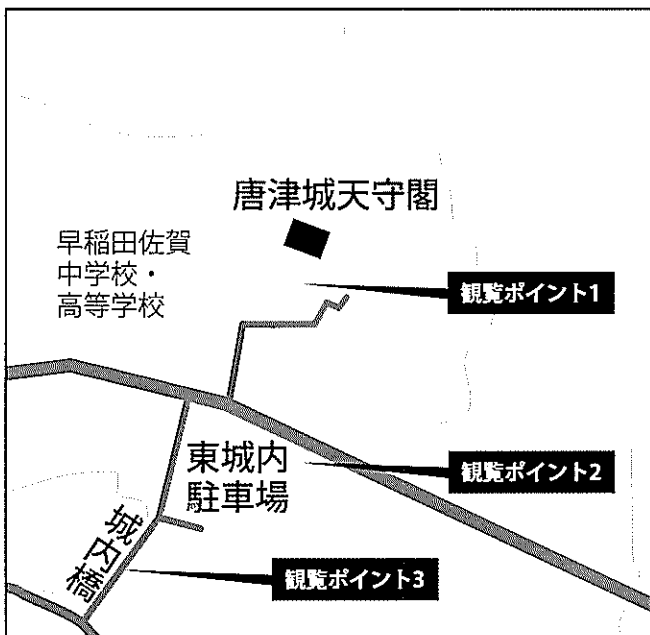 唐津城天守閣
早稲田佐賀
中学校・
高等学校
観覧ポイント1
東城内
駐車場
観覧ポイント2
城内橋
観覧ポイント3